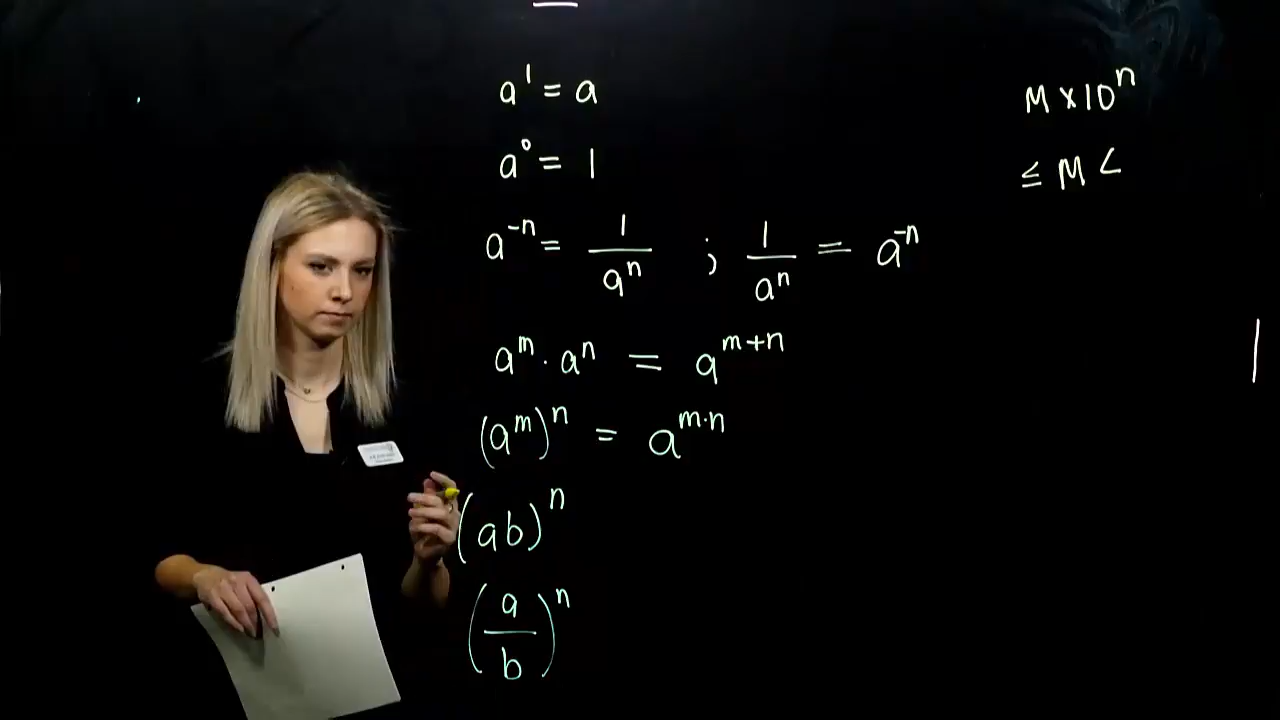 a¹ = a
a⁰ = 1
a⁻ⁿ = 1/aⁿ ; 1/aⁿ = a⁻ⁿ
aᵐ · aⁿ = aᵐ⁺ⁿ
(aᵐ)ⁿ = aᵐ·ⁿ
(ab)ⁿ
(a/b)ⁿ
M × 10ⁿ
≤ M <